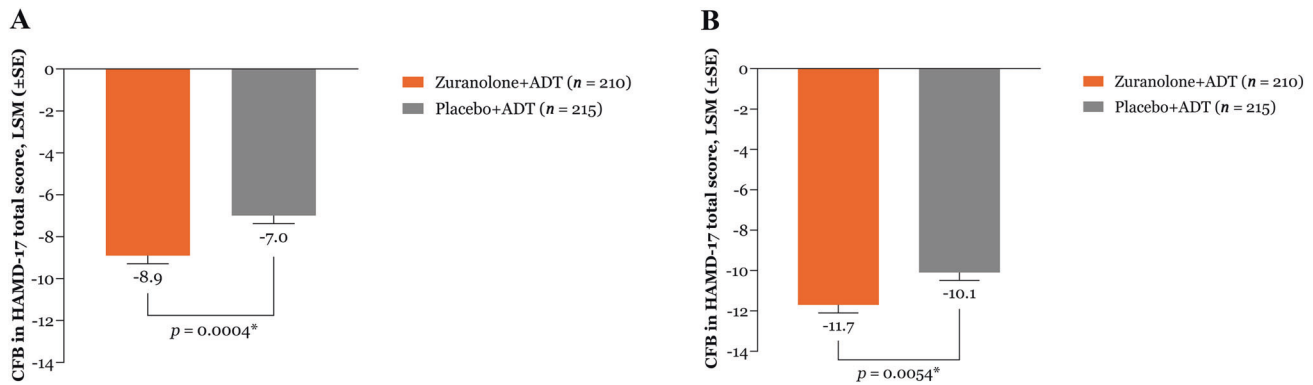 A
CFB in HAMD-17 total score, LSM (±SE)
0
-2
-4
-6
-8
-10
-12
-14
-8.9
-7.0
p = 0.0004*
Zuranolone+ADT (n = 210)
Placebo+ADT (n = 215)
B
CFB in HAMD-17 total score, LSM (±SE)
0
-2
-4
-6
-8
-10
-12
-14
-11.7
-10.1
p = 0.0054*
Zuranolone+ADT (n = 210)
Placebo+ADT (n = 215)